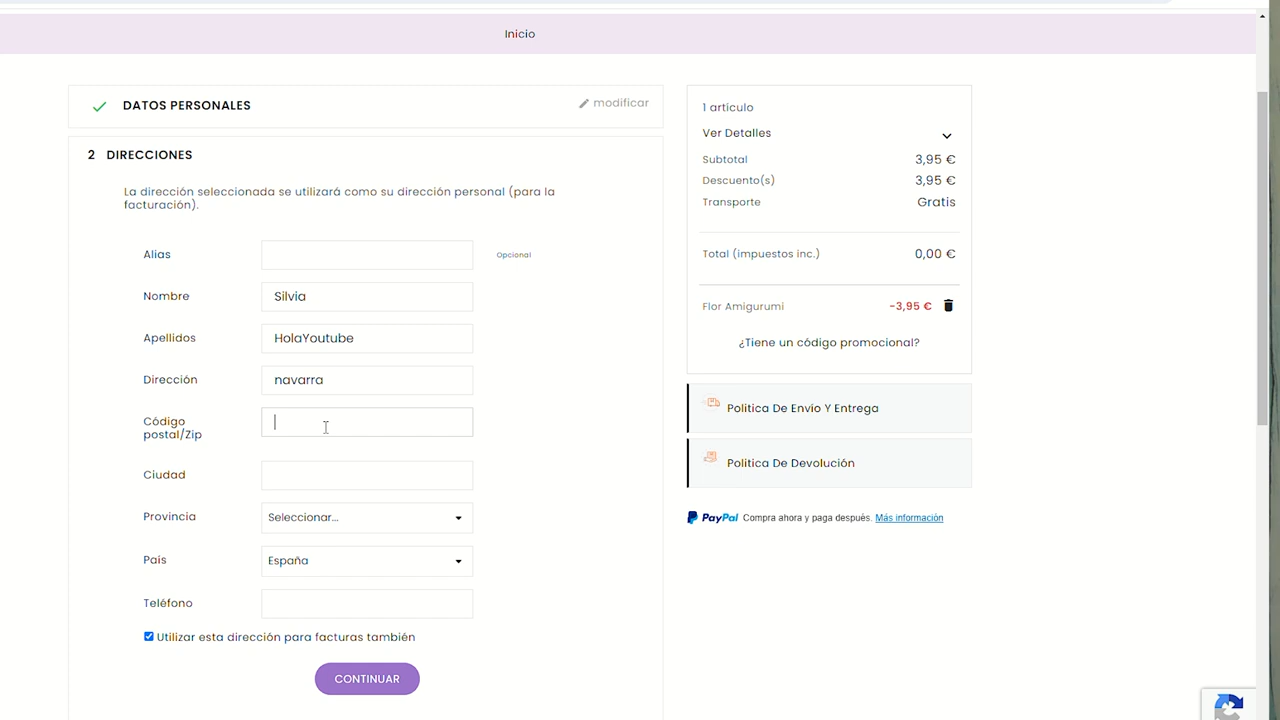 Inicio
DATOS PERSONALES
modificar
2 DIRECCIONES
La dirección seleccionada se utilizará como su dirección personal (para la
facturación).
Alias
Opcional
Nombre
Silvia
Apellidos
HolaYoutube
Dirección
navarra
Código
postal/Zip
Ciudad
Provincia
Seleccionar...
País
España
Teléfono
Utilizar esta dirección para facturas también
CONTINUAR
1 artículo
Ver Detalles
Subtotal 3,95 €
Descuento(s) 3,95 €
Transporte Gratis
Total (impuestos inc.) 0,00 €
Flor Amigurumi -3,95 €
¿Tiene un código promocional?
Politica De Envío Y Entrega
Politica De Devolución
PayPal Compra ahora y paga después. Más información